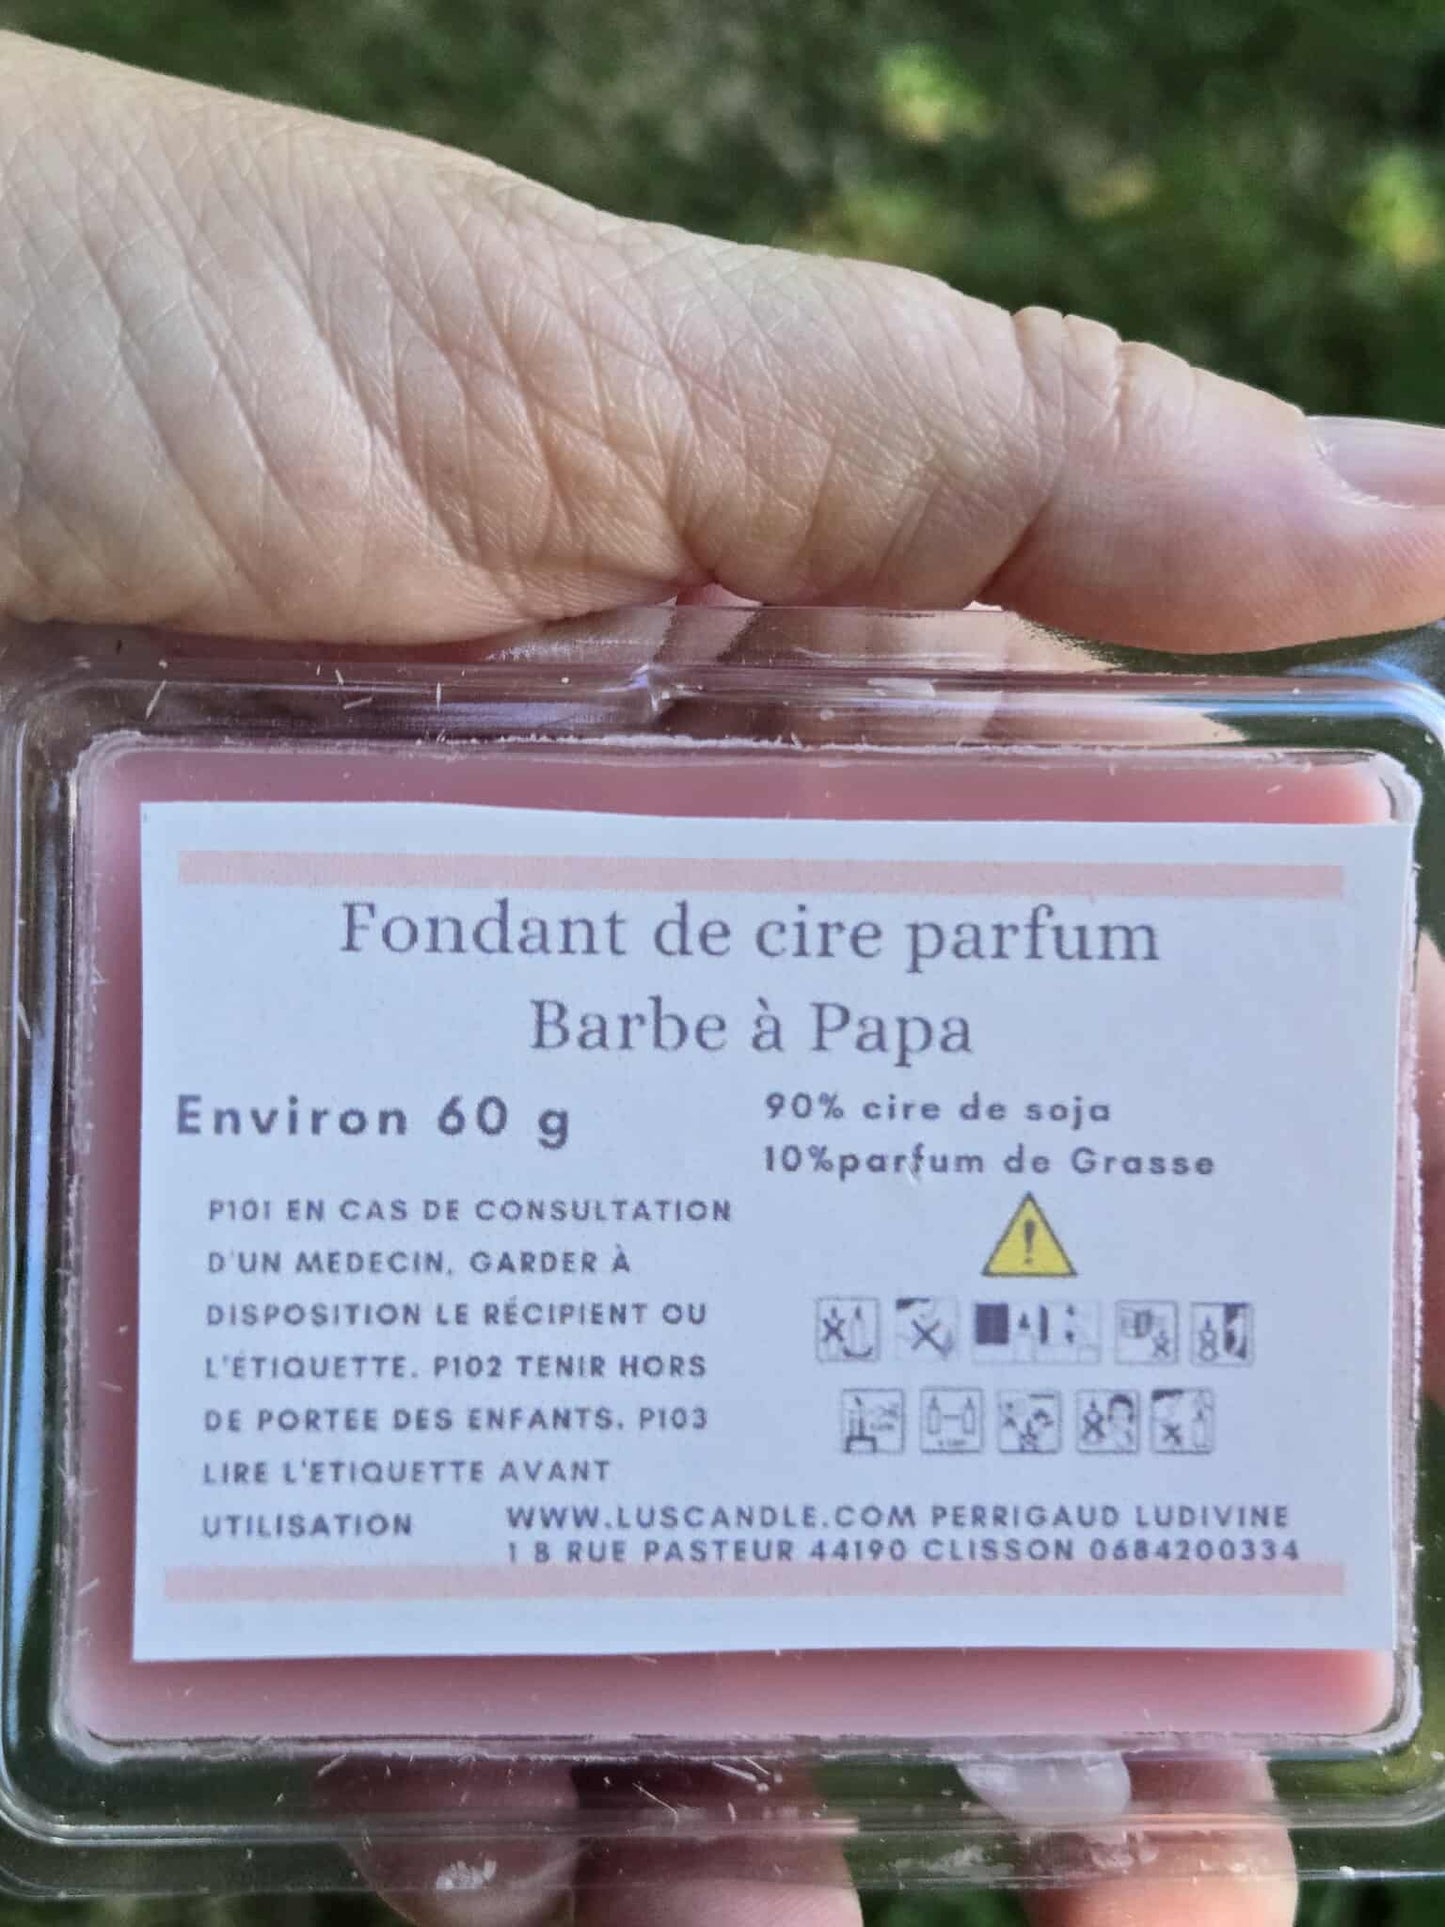 Fondant de cire parfum
Barbe à Papa
Environ 60 g
90% cire de soja
10%parfum de Grasse
P101 EN CAS DE CONSULTATION
D'UN MEDECIN, GARDER À
DISPOSITION LE RÉCIPIENT OU
L'ÉTIQUETTE. P102 TENIR HORS
DE PORTEE DES ENFANTS. P103
LIRE L'ETIQUETTE AVANT
UTILISATION
WWW.LUSCANDLE.COM PERRIGAUD LUDIVINE
1 B RUE PASTEUR 44190 CLISSON 0684200334